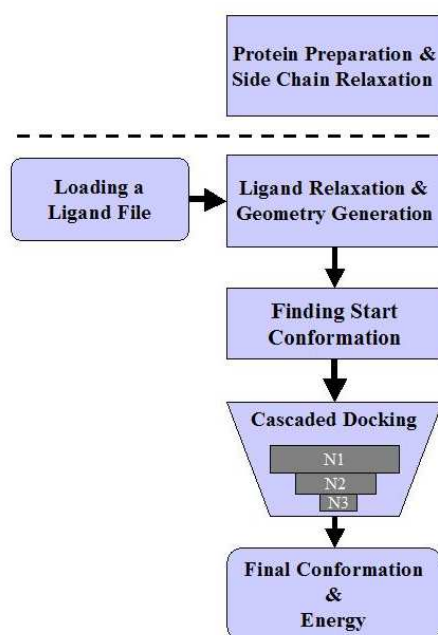 Protein Preparation &
Side Chain Relaxation
Loading a
Ligand File
Ligand Relaxation &
Geometry Generation
Finding Start
Conformation
Cascaded Docking
N1
N2
N3
Final Conformation
&
Energy